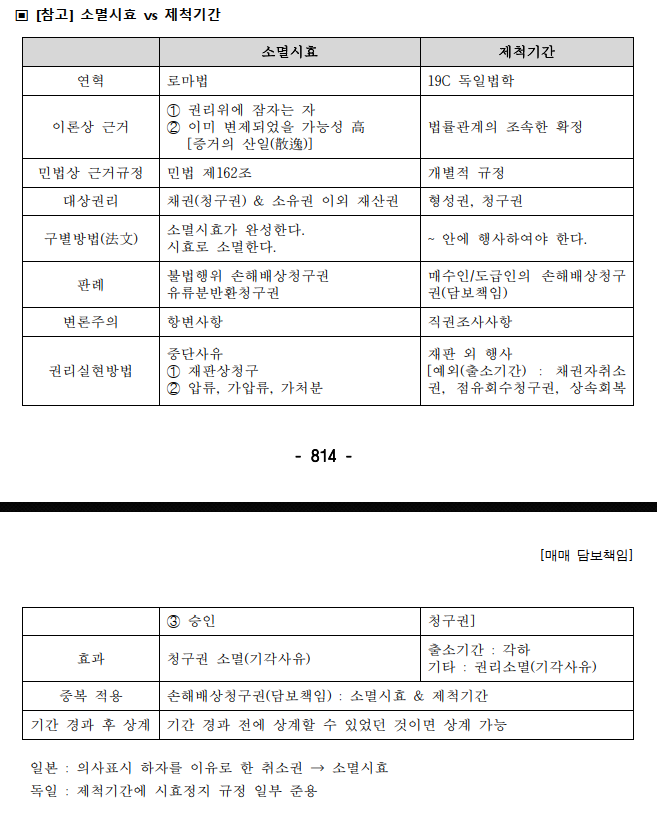 ▣ [참고] 소멸시효 vs 제척기간
소멸시효 제척기간
연혁 로마법 19C 독일법학
이론상 근거 ① 권리위에 잠자는 자
② 이미 변제되었을 가능성 高
[증거의 산일(散逸)]
법률관계의 조속한 확정
민법상 근거규정 민법 제162조 개별적 규정
대상권리 채권(청구권) & 소유권 이외 재산권 형성권, 청구권
구별방법(法文) 소멸시효가 완성한다.
시효로 소멸한다.
~ 안에 행사하여야 한다.
판례 불법행위 손해배상청구권
유류분반환청구권
매수인/도급인의 손해배상청구
권(담보책임)
변론주의 항변사항 직권조사사항
권리실현방법 중단사유
① 재판상청구
② 압류, 가압류, 가처분
재판 외 행사
[예외(출소기간) : 채권자취소
권, 점유회수청구권, 상속회복
- 814 -
[매매 담보책임]
③ 승인 청구권]
효과 청구권 소멸(기각사유) 출소기간 : 각하
기타 : 권리소멸(기각사유)
중복 적용 손해배상청구권(담보책임) : 소멸시효 & 제척기간
기간 경과 후 상계 기간 경과 전에 상계할 수 있었던 것이면 상계 가능
일본 : 의사표시 하자를 이유로 한 취소권 → 소멸시효
독일 : 제척기간에 시효정지 규정 일부 준용